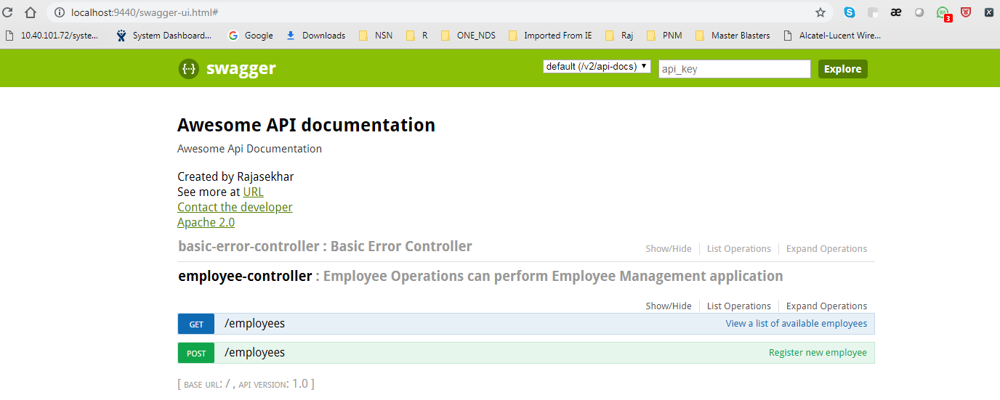 localhost:9440/swagger-ui.html#
3
10.40.101.72/syste... System Dashboard... Google Downloads NSN R ONE_NDS Imported From IE Raj PNM Master Blasters Alcatel-Lucent Wire...
{··} swagger default (/v2/api-docs) api_key Explore
Awesome API documentation
Awesome Api Documentation
Created by Rajasekhar
See more at URL
Contact the developer
Apache 2.0
basic-error-controller : Basic Error Controller Show/Hide List Operations Expand Operations
employee-controller : Employee Operations can perform Employee Management application
Show/Hide List Operations Expand Operations
GET /employees View a list of available employees
POST /employees Register new employee
[ BASE URL: / , API VERSION: 1.0 ]